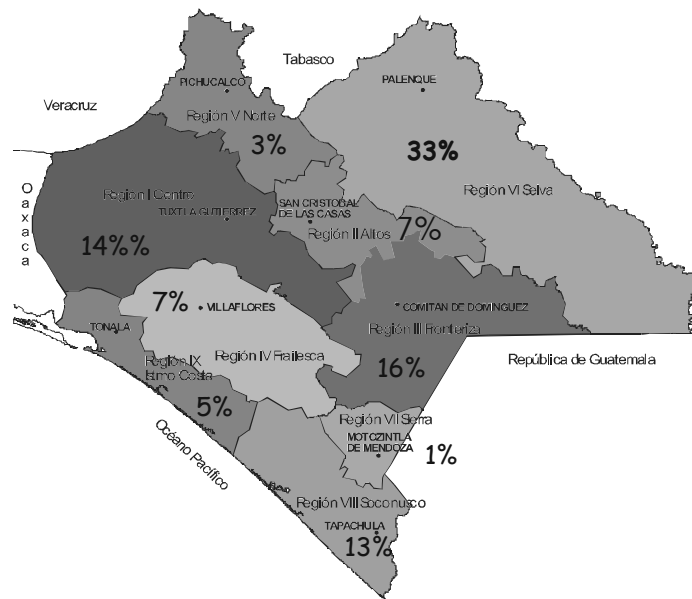 Tabasco
PICHUCALCO
PALENQUE
Veracruz
Región V Norte
3%
33%
Oaxaca
Región I Centro
Región VI Selva
TUXTLA GUTIERREZ
SAN CRISTOBAL
DE LAS CASAS
Región II Altos
7%
14%%
7%
VILLAFLORES
COMITAN DE DOMINGUEZ
TONALA
Región III Fronteriza
Región IV Frailesca
República de Guatemala
Región IX
Istmo Costa
16%
5%
Región VII Sierra
MOTOZINTLA
DE MENDOZA
1%
Océano Pacífico
Región VIII Soconusco
TAPACHULA
13%